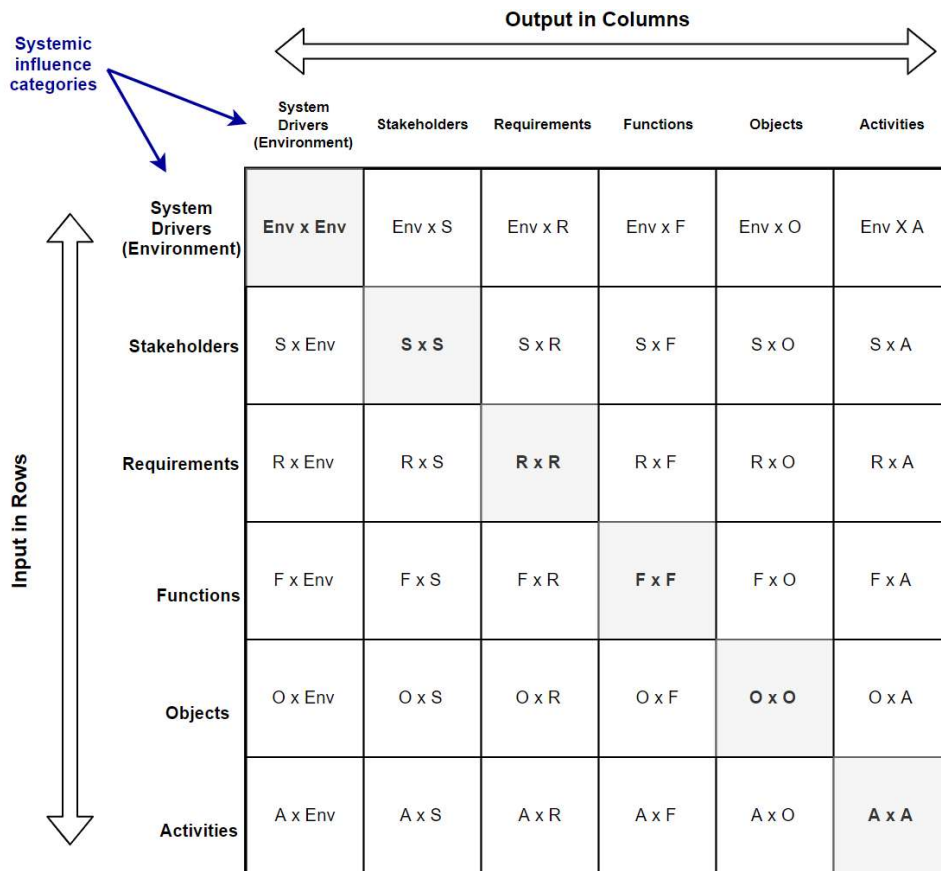 Output in Columns
Systemic
influence
categories
System
Drivers
(Environment)
Stakeholders
Requirements
Functions
Objects
Activities
Input in Rows
System
Drivers
(Environment)
Env x Env
Env x S
Env x R
Env x F
Env x O
Env X A
Stakeholders
S x Env
S x S
S x R
S x F
S x O
S x A
Requirements
R x Env
R x S
R x R
R x F
R x O
R x A
Functions
F x Env
F x S
F x R
F x F
F x O
F x A
Objects
O x Env
O x S
O x R
O x F
O x O
O x A
Activities
A x Env
A x S
A x R
A x F
A x O
A x A